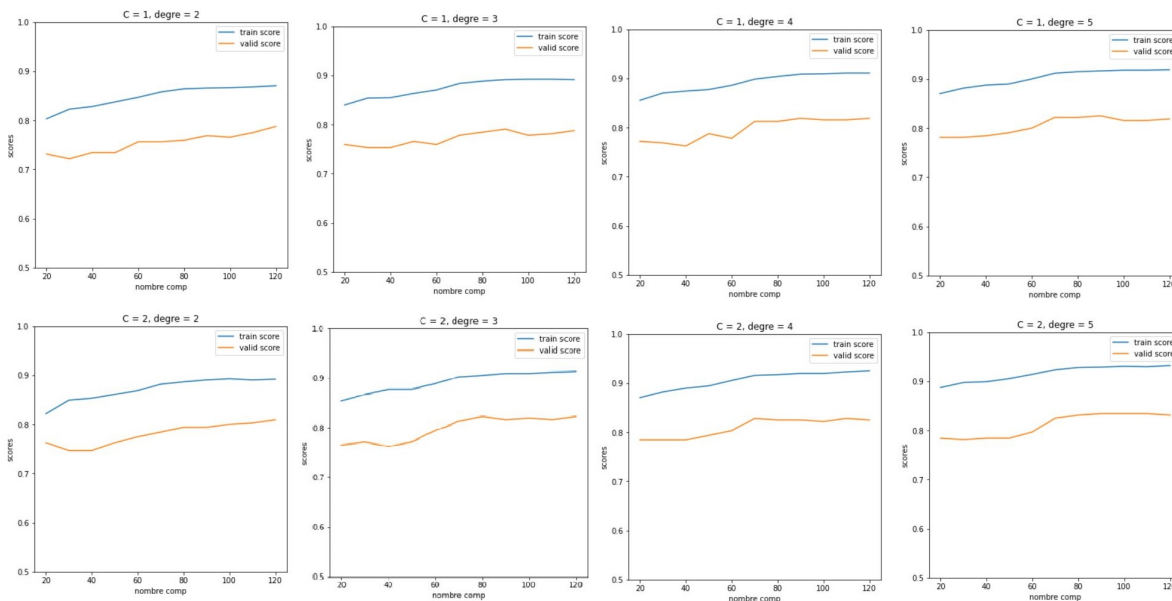 C = 1, degre = 2
1.0
train score
valid score
0.9
0.8
scores
0.7
0.6
0.5
20 40 60 80 100 120
nombre comp
C = 1, degre = 3
1.0
train score
valid score
0.9
0.8
scores
0.7
0.6
0.5
20 40 60 80 100 120
nombre comp
C = 1, degre = 4
1.0
train score
valid score
0.9
0.8
scores
0.7
0.6
0.5
20 40 60 80 100 120
nombre comp
C = 1, degre = 5
1.0
train score
valid score
0.9
0.8
scores
0.7
0.6
0.5
20 40 60 80 100 120
nombre comp
C = 2, degre = 2
1.0
train score
valid score
0.9
0.8
scores
0.7
0.6
0.5
20 40 60 80 100 120
nombre comp
C = 2, degre = 3
1.0
train score
valid score
0.9
0.8
scores
0.7
0.6
0.5
20 40 60 80 100 120
nombre comp
C = 2, degre = 4
1.0
train score
valid score
0.9
0.8
scores
0.7
0.6
0.5
20 40 60 80 100 120
nombre comp
C = 2, degre = 5
1.0
train score
valid score
0.9
0.8
scores
0.7
0.6
0.5
20 40 60 80 100 120
nombre comp